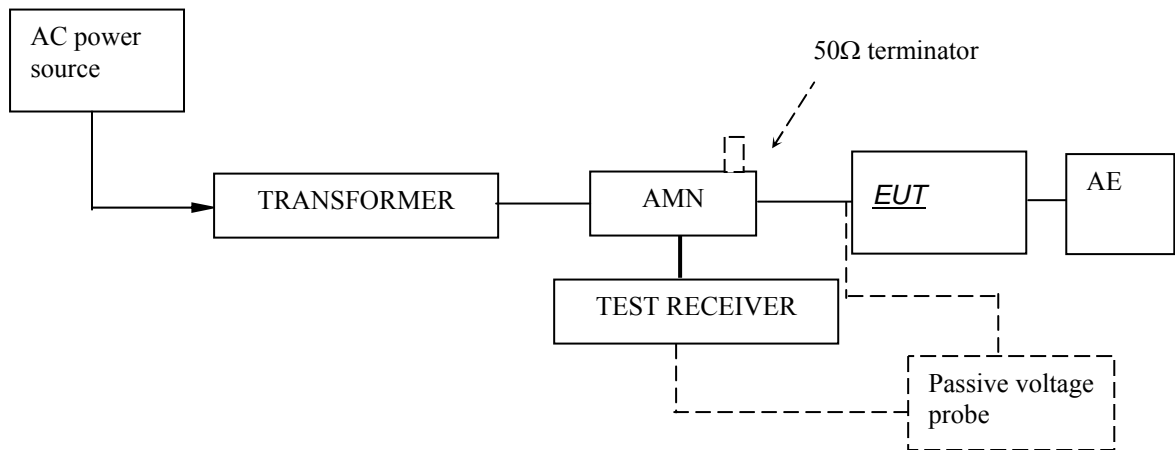 AC power
source
50Ω terminator
TRANSFORMER
AMN
EUT
AE
TEST RECEIVER
Passive voltage
probe